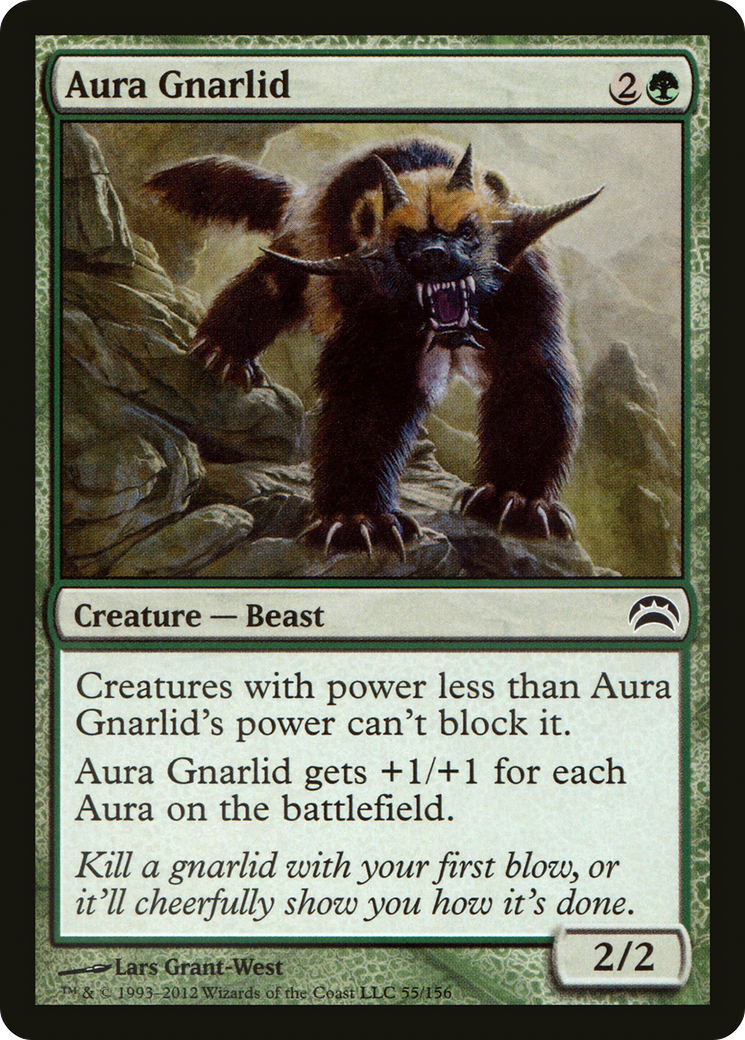 Aura Gnarlid 2
Creature — Beast
Creatures with power less than Aura
Gnarlid's power can't block it.
Aura Gnarlid gets +1/+1 for each
Aura on the battlefield.
Kill a gnarlid with your first blow, or
it'll cheerfully show you how it's done.
2/2
Lars Grant-West
™ & © 1993–2012 Wizards of the Coast LLC 55/156